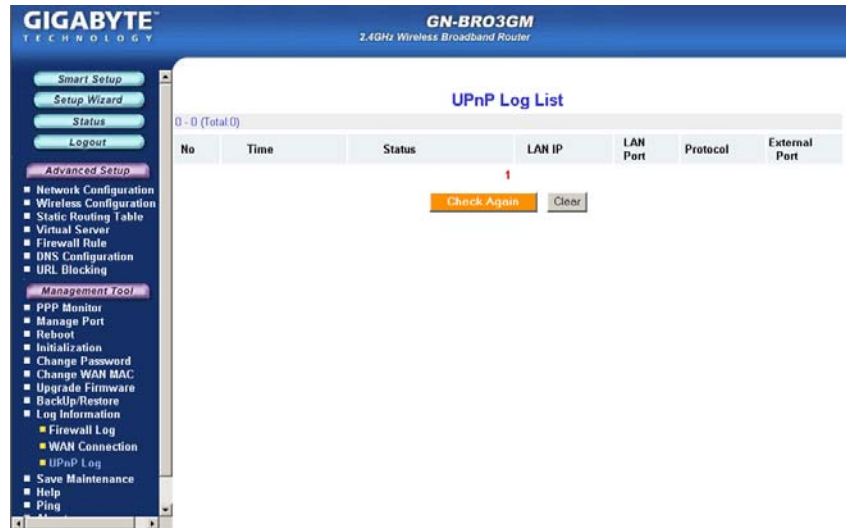 GIGABYTE™
TECHNOLOGY
GN-BRO3GM
2.4GHz Wireless Broadband Router
Smart Setup
Setup Wizard
Status
Logout
Advanced Setup
Network Configuration
Wireless Configuration
Static Routing Table
Virtual Server
Firewall Rule
DNS Configuration
URL Blocking
Management Tool
PPP Monitor
Manage Port
Reboot
Initialization
Change Password
Change WAN MAC
Upgrade Firmware
BackUp/Restore
Log Information
Firewall Log
WAN Connection
UPnP Log
Save Maintenance
Help
Ping
UPnP Log List
0 - 0 (Total:0)
No Time Status LAN IP LAN Port Protocol External Port
1
Check Again Clear